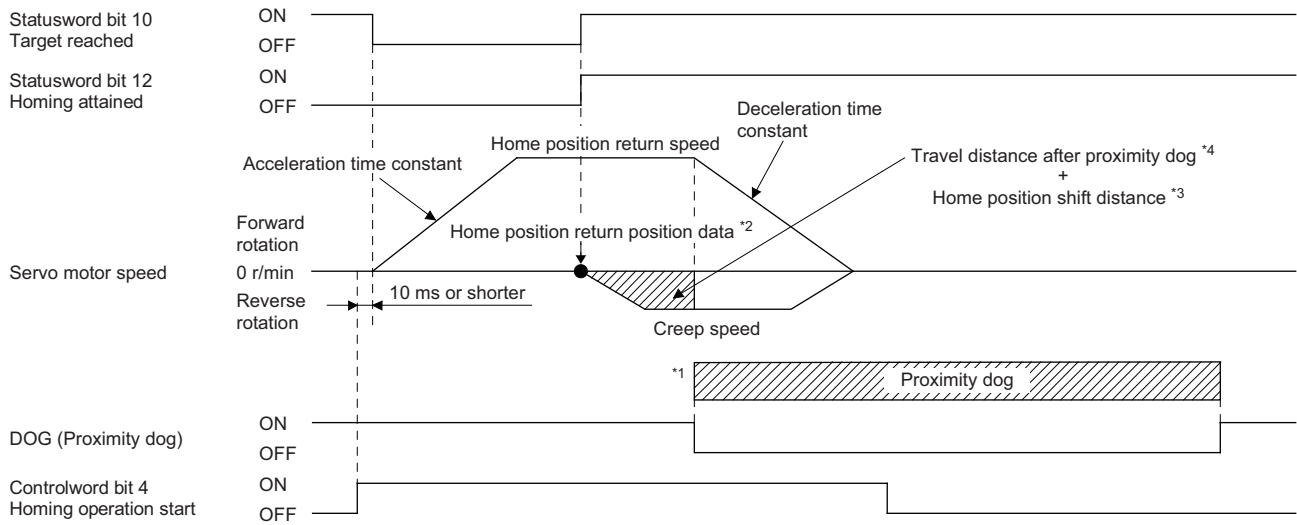 Statusword bit 10
Target reached
ON
OFF
Statusword bit 12
Homing attained
ON
OFF
Deceleration time
constant
Home position return speed
Acceleration time constant
Travel distance after proximity dog *4
+
Home position shift distance *3
Forward
rotation
Home position return position data *2
Servo motor speed
0 r/min
Reverse
rotation
10 ms or shorter
Creep speed
*1
Proximity dog
DOG (Proximity dog)
ON
OFF
Controlword bit 4
Homing operation start
ON
OFF